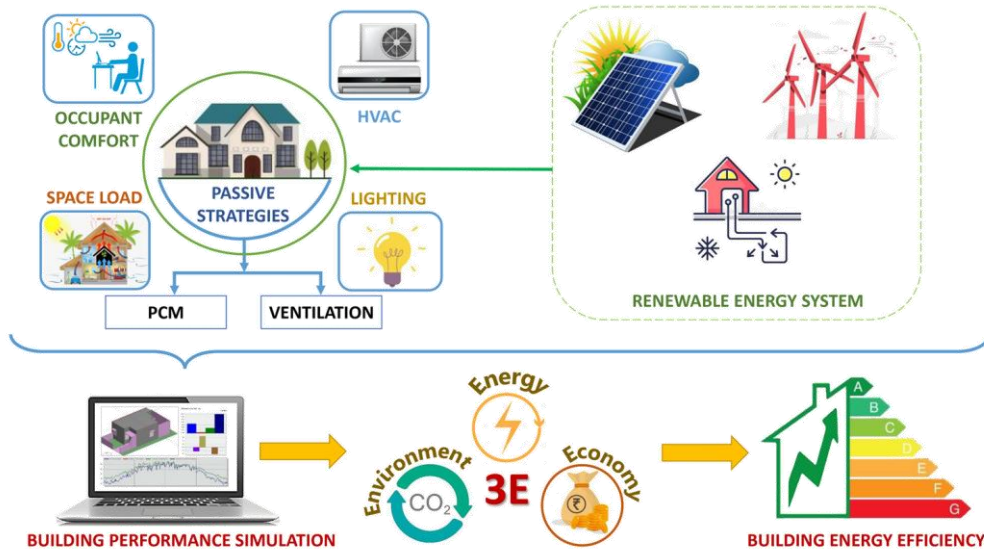 OCCUPANT
COMFORT
HVAC
SPACE LOAD
PASSIVE
STRATEGIES
LIGHTING
PCM
VENTILATION
RENEWABLE ENERGY SYSTEM
Energy
Environment
Economy
CO₂
3E
₹
A
B
C
D
E
F
G
BUILDING PERFORMANCE SIMULATION
BUILDING ENERGY EFFICIENCY